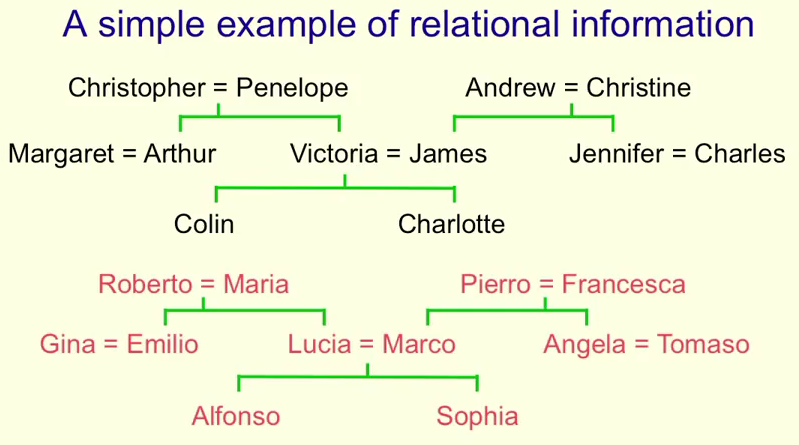 A simple example of relational information
Christopher = Penelope Andrew = Christine
Margaret = Arthur Victoria = James Jennifer = Charles
Colin Charlotte
Roberto = Maria Pierro = Francesca
Gina = Emilio Lucia = Marco Angela = Tomaso
Alfonso Sophia